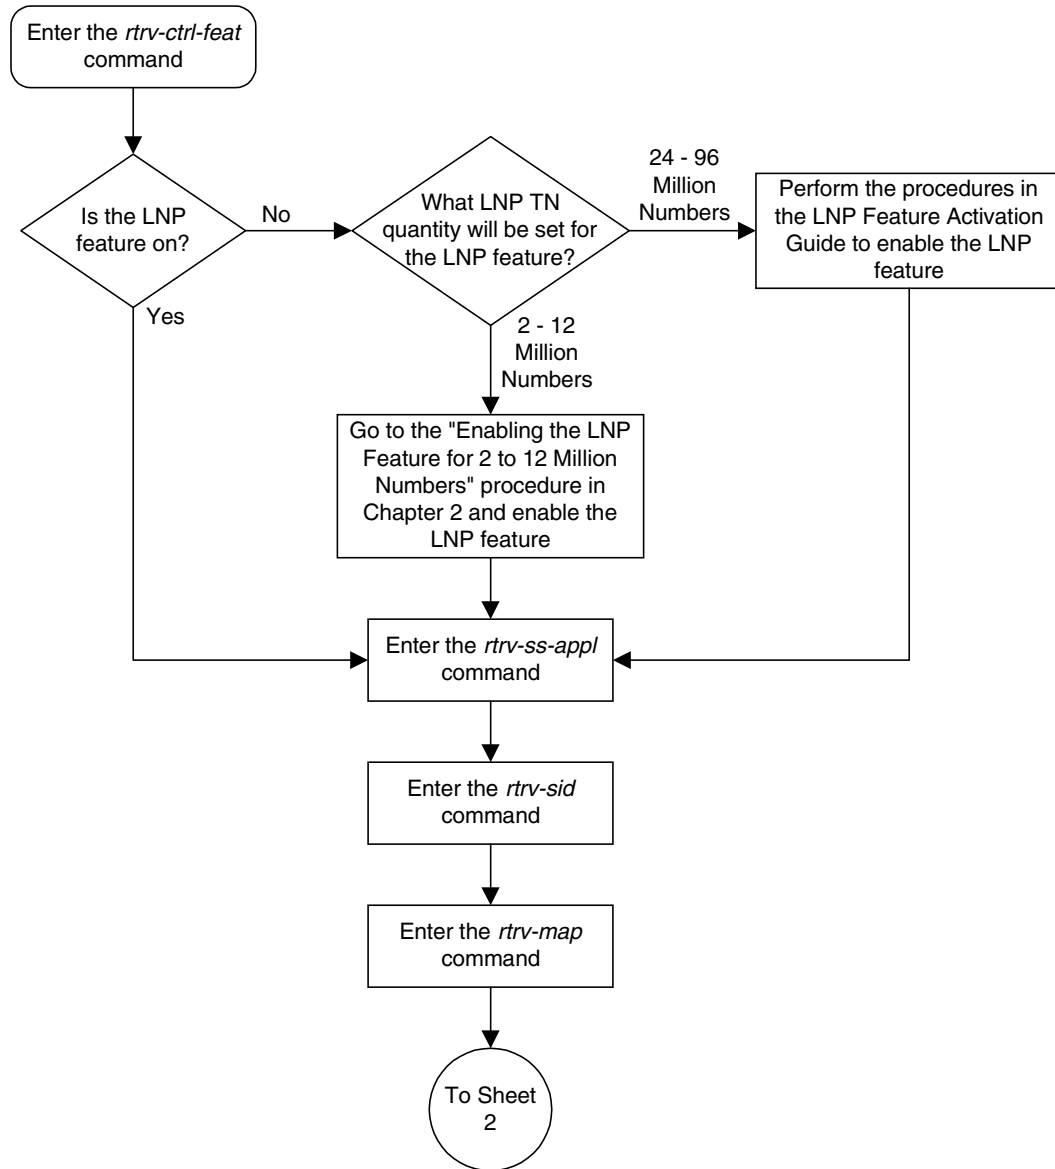 Enter the rtrv-ctrl-feat
command
Is the LNP
feature on?
No
Yes
What LNP TN
quantity will be set for
the LNP feature?
24 - 96
Million
Numbers
Perform the procedures in
the LNP Feature Activation
Guide to enable the LNP
feature
2 - 12
Million
Numbers
Go to the "Enabling the LNP
Feature for 2 to 12 Million
Numbers" procedure in
Chapter 2 and enable the
LNP feature
Enter the rtrv-ss-appl
command
Enter the rtrv-sid
command
Enter the rtrv-map
command
To Sheet
2